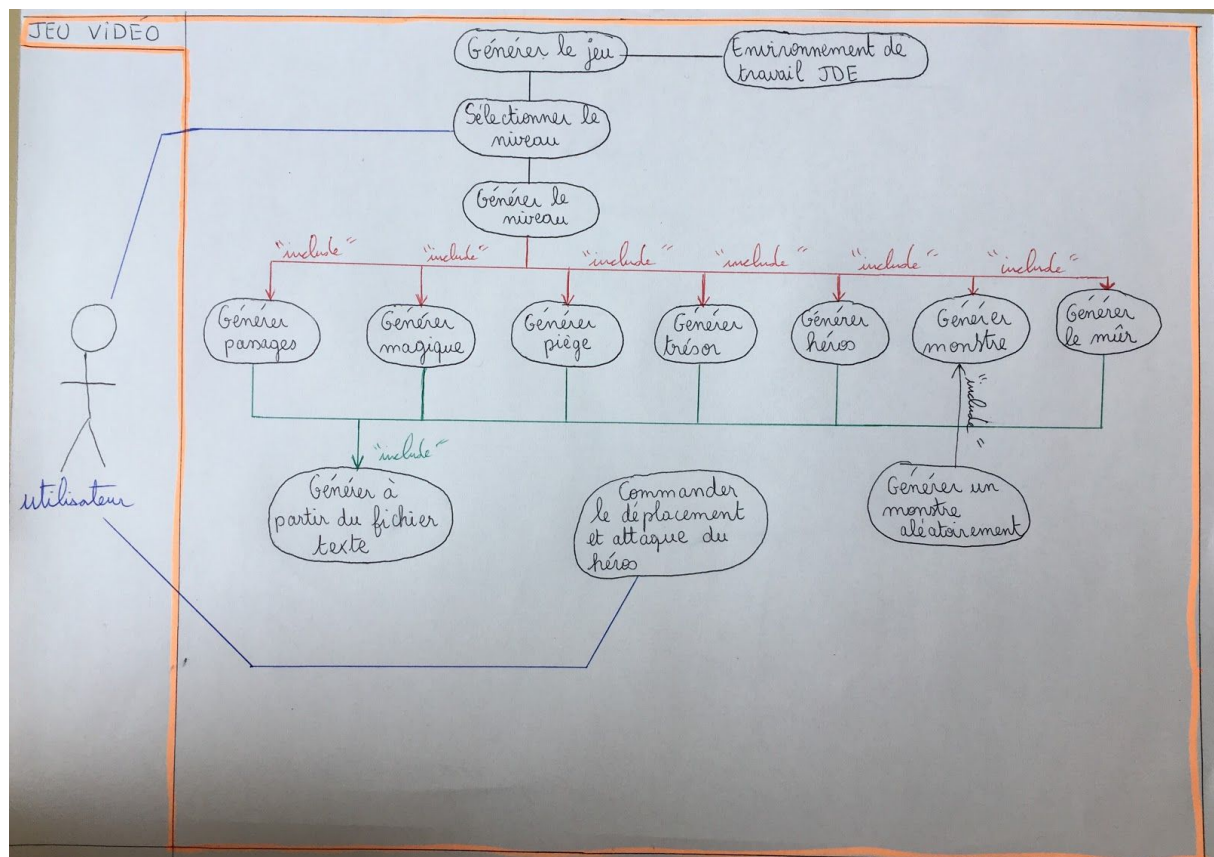 JEU ViDEO
Générer le jeu
Environnement de
travail JDE
Sélectionner le
niveau
Générer le
niveau
"include" "include" "include" "include" "include" "include"
Générer
passages
Générer
magique
Générer
piège
Générer
trésor
Générer
héros
Générer
monstre
Générer
le mûr
"include"
"include"
utilisateur
Générer à
partir du fichier
texte
Commander
le déplacement
et attaque du
héros
Générer un
monstre
aléatoirement